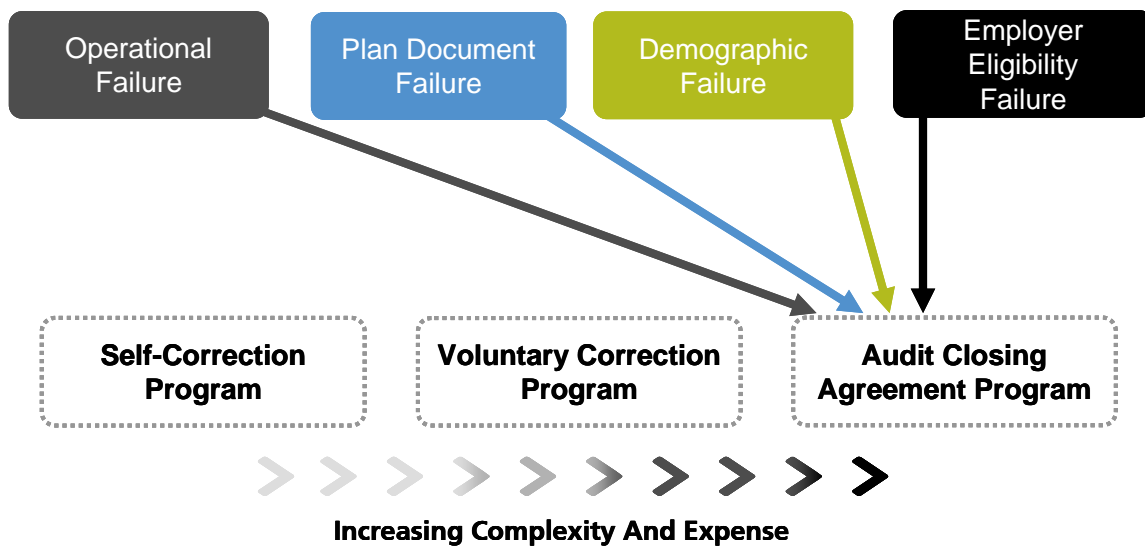 Operational
Failure
Plan Document
Failure
Demographic
Failure
Employer
Eligibility
Failure
Self-Correction
Program
Voluntary Correction
Program
Audit Closing
Agreement Program
Increasing Complexity And Expense